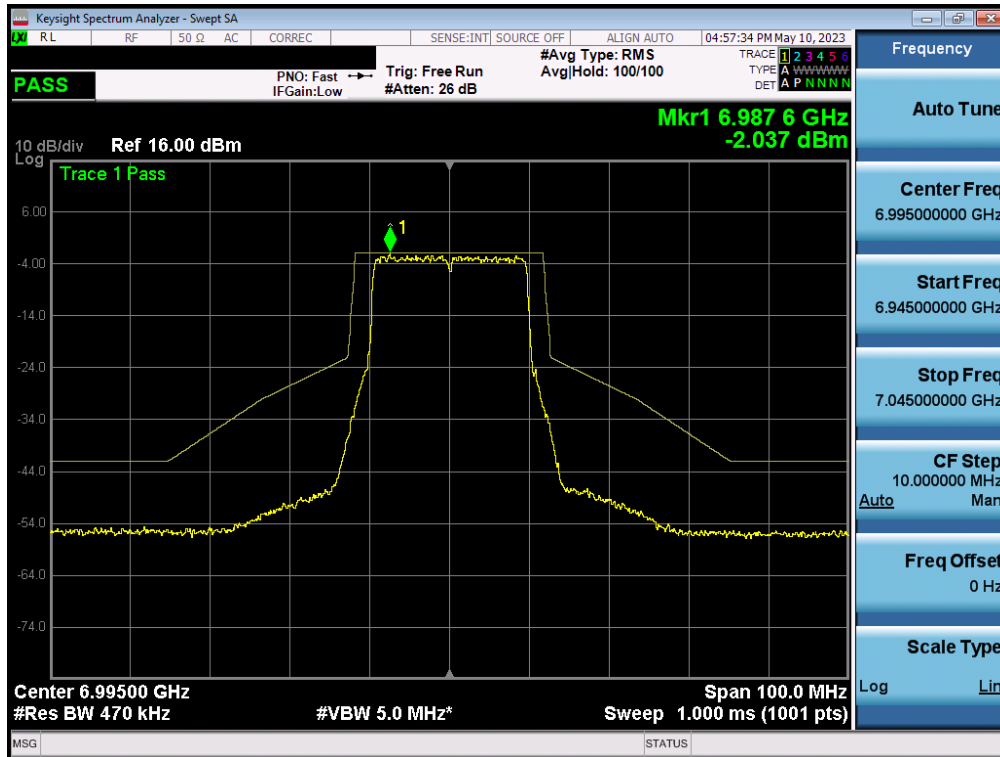 Keysight Spectrum Analyzer - Swept SA
LXI RL RF 50 Ω AC CORREC SENSE:INT SOURCE OFF ALIGN AUTO 04:57:34 PM May 10, 2023
PASS
PNO: Fast
IFGain:Low
Trig: Free Run
#Atten: 26 dB
#Avg Type: RMS
Avg|Hold: 100/100
TRACE 1 2 3 4 5 6
TYPE A WWWWW
DET A P N N N N
Mkr1 6.987 6 GHz
-2.037 dBm
10 dB/div Ref 16.00 dBm
Log
Trace 1 Pass
1
6.00
-4.00
-14.0
-24.0
-34.0
-44.0
-54.0
-64.0
-74.0
Center 6.99500 GHz Span 100.0 MHz
#Res BW 470 kHz #VBW 5.0 MHz* Sweep 1.000 ms (1001 pts)
MSG STATUS
Frequency
Auto Tune
Center Freq
6.995000000 GHz
Start Freq
6.945000000 GHz
Stop Freq
7.045000000 GHz
CF Step
10.000000 MHz
Auto Man
Freq Offset
0 Hz
Scale Type
Log Lin